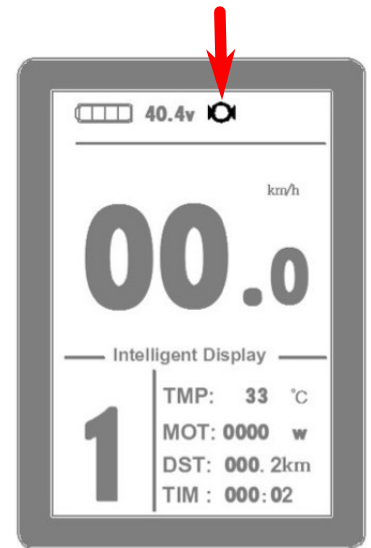 40.4v
km/h
00.0
Intelligent Display
1
TMP: 33 °C
MOT: 0000 w
DST: 000.2km
TIM : 000:02